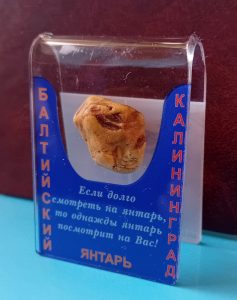 БАЛТИЙСКИЙ
КАЛИНИНГРАД
Если долго
смотреть на янтарь,
то однажды янтарь
посмотрит на Вас!
ЯНТАРЬ